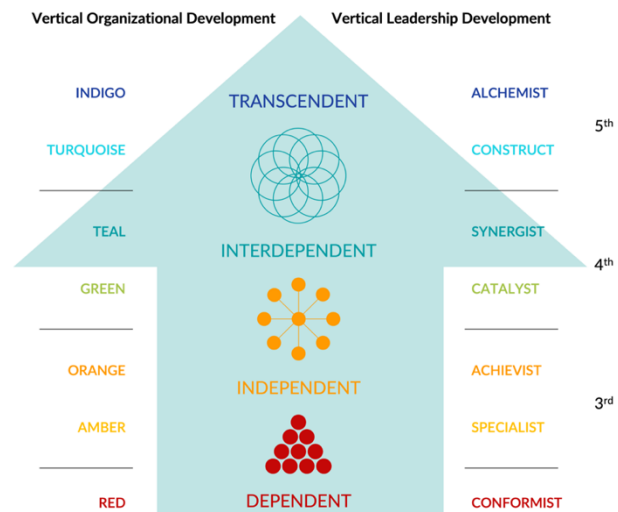 Vertical Organizational Development
Vertical Leadership Development
INDIGO
TRANSCENDENT
ALCHEMIST
5th
TURQUOISE
CONSTRUCT
TEAL
SYNERGIST
INTERDEPENDENT
4th
GREEN
CATALYST
ORANGE
ACHIEVIST
INDEPENDENT
3rd
AMBER
SPECIALIST
RED
DEPENDENT
CONFORMIST